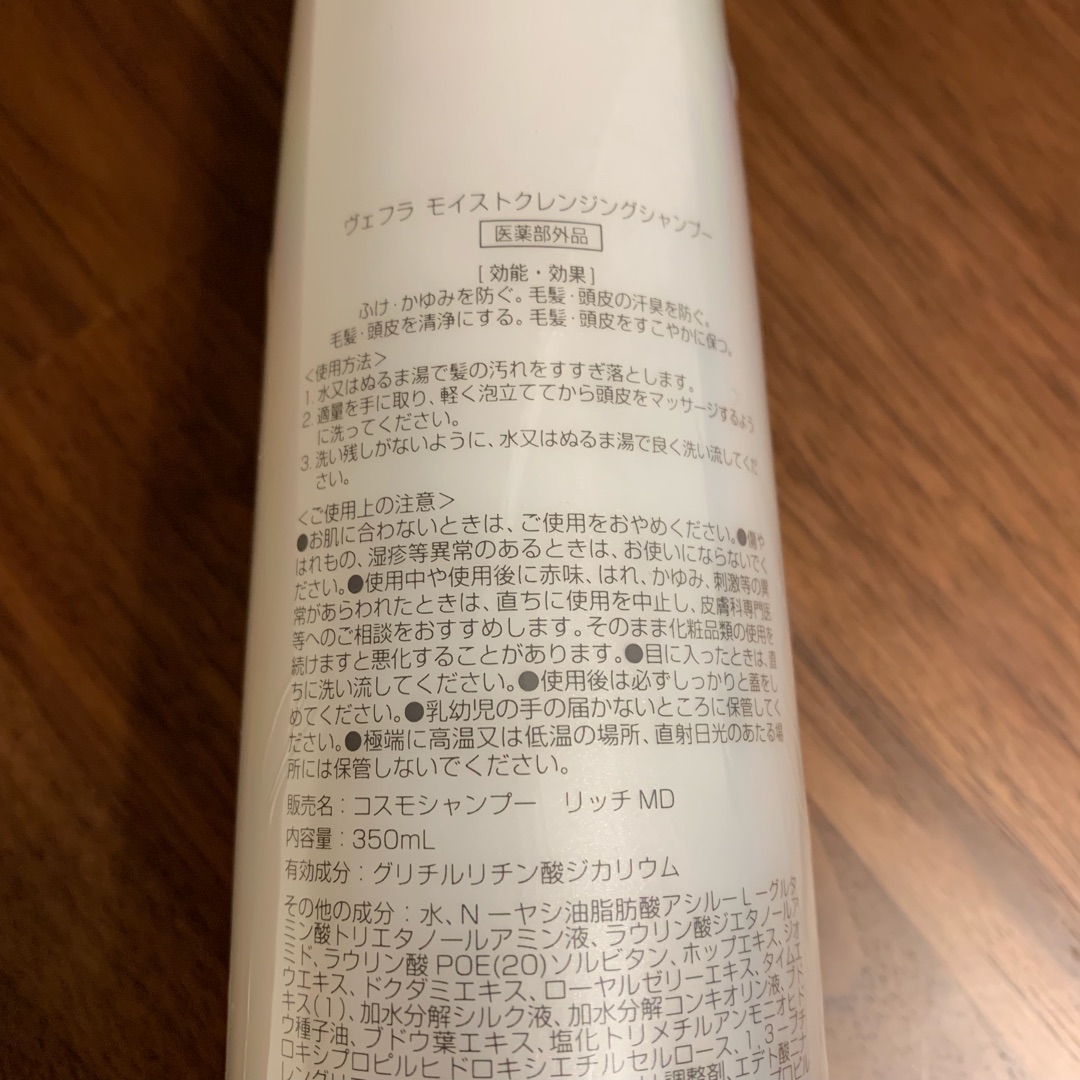 ヴェフラ モイストクレンジングシャンプー
医薬部外品
[ 効能・効果 ]
ふけ・かゆみを防ぐ。毛髪・頭皮の汗臭を防ぐ。
毛髪・頭皮を清浄にする。毛髪・頭皮をすこやかに保つ。
<使用方法>
1. 水又はぬるま湯で髪の汚れをすすぎ落とします。
2. 適量を手に取り、軽く泡立ててから頭皮をマッサージするよう
に洗ってください。
3. 洗い残しがないように、水又はぬるま湯で良く洗い流してくだ
さい。
<ご使用上の注意>
●お肌に合わないときは、ご使用をおやめください。●傷や
はれもの、湿疹等異常のあるときは、お使いにならないでく
ださい。●使用中や使用後に赤味、はれ、かゆみ、刺激等の異
常があらわれたときは、直ちに使用を中止し、皮膚科専門医
等へのご相談をおすすめします。そのまま化粧品類の使用を
続けますと悪化することがあります。●目に入ったときは、直
ちに洗い流してください。●使用後は必ずしっかりと蓋をし
めてください。●乳幼児の手の届かないところに保管してく
ださい。●極端に高温又は低温の場所、直射日光のあたる場
所には保管しないでください。
販売名：コスモシャンプー リッチMD
内容量：350mL
有効成分：グリチルリチン酸ジカリウム
その他の成分：水、N－ヤシ油脂肪酸アシル－L－グルタ
ミン酸トリエタノールアミン液、ラウリン酸ジエタノールア
ミド、ラウリン酸POE(20)ソルビタン、ホップエキス、ジオ
ウエキス、ドクダミエキス、ローヤルゼリーエキス、タイムエ
キス(1)、加水分解シルク液、加水分解コンキオリン液、ブド
ウ種子油、ブドウ葉エキス、塩化トリメチルアンモニオヒド
ロキシプロピルヒドロキシエチルセルロース、1,3－ブチ
レングリ
調整剤、エデト酸ニナ
プロピル